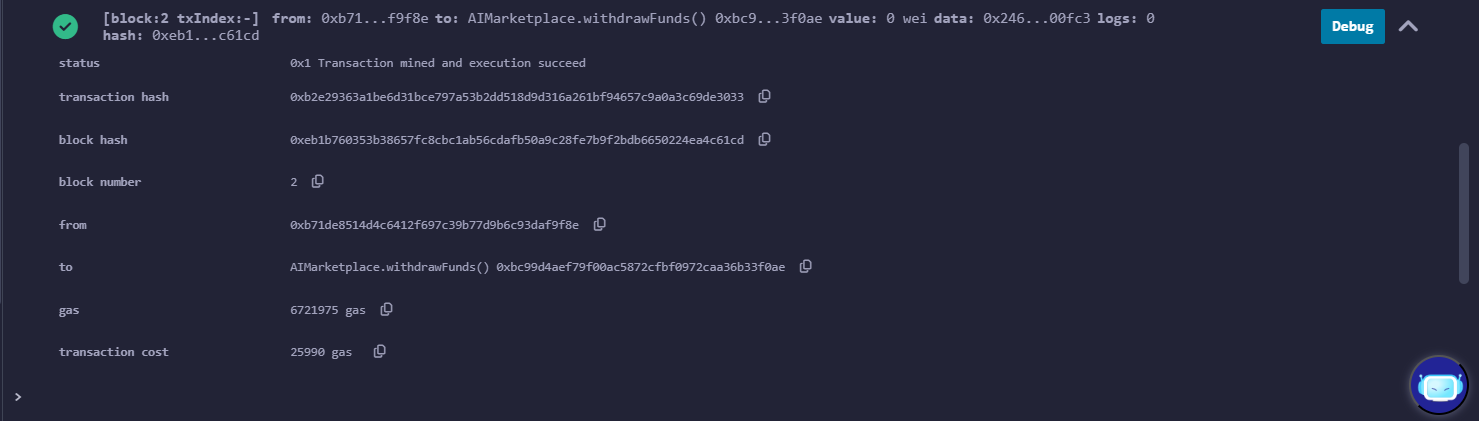 [block:2 txIndex:-] from: 0xb71...f9f8e to: AIMarketplace.withdrawFunds() 0xbc9...3f0ae value: 0 wei data: 0x246...00fc3 logs: 0
hash: 0xeb1...c61cd
Debug
status 0x1 Transaction mined and execution succeed
transaction hash 0xb2e29363a1be6d31bce797a53b2dd518d9d316a261bf94657c9a0a3c69de3033
block hash 0xeb1b760353b38657fc8cbc1ab56cdafb50a9c28fe7b9f2bdb6650224ea4c61cd
block number 2
from 0xb71de8514d4c6412f697c39b77d9b6c93daf9f8e
to AIMarketplace.withdrawFunds() 0xbc99d4aef79f00ac5872cfbf0972caa36b33f0ae
gas 6721975 gas
transaction cost 25990 gas
>